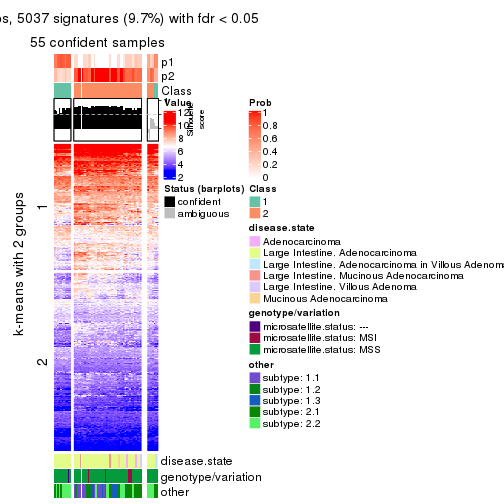 5037 signatures (9.7%) with fdr < 0.05
55 confident samples
p1
p2
Class
Silhouette
score
k-means with 2 groups
1
2
disease.state
genotype/variation
other
Value
12
10
8
6
4
2
Prob
1
0.8
0.6
0.4
0.2
0
Status (barplots)
confident
ambiguous
Class
1
2
disease.state
Adenocarcinoma
Large Intestine. Adenocarcinoma
Large Intestine. Adenocarcinoma in Villous
Large Intestine. Mucinous Adenocarcinoma
Large Intestine. Villous Adenoma
Mucinous Adenocarcinoma
genotype/variation
microsatellite.status: ---
microsatellite.status: MSI
microsatellite.status: MSS
other
subtype: 1.1
subtype: 1.2
subtype: 1.3
subtype: 2.1
subtype: 2.2